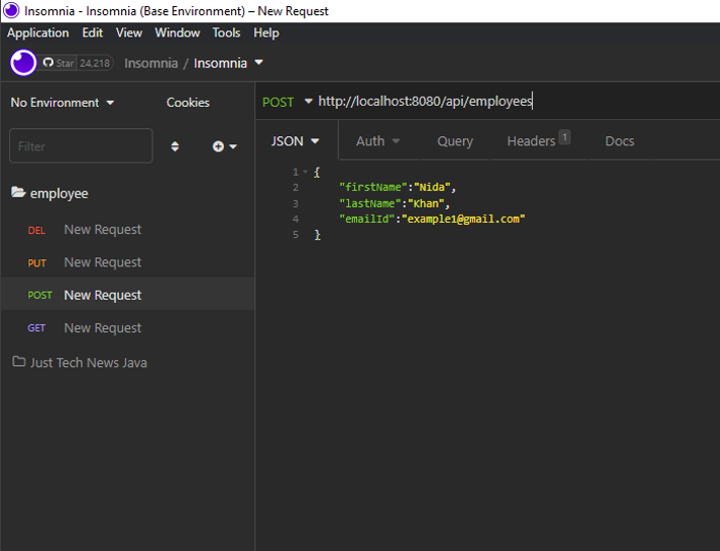 Insomnia - Insomnia (Base Environment) – New Request
Application Edit View Window Tools Help
Star 24,218 Insomnia / Insomnia
No Environment Cookies
POST http://localhost:8080/api/employees
Filter
JSON Auth Query Headers 1 Docs
1 {
2 "firstName":"Nida",
3 "lastName":"Khan",
4 "emailId":"example1@gmail.com"
5 }
employee
DEL New Request
PUT New Request
POST New Request
GET New Request
Just Tech News Java